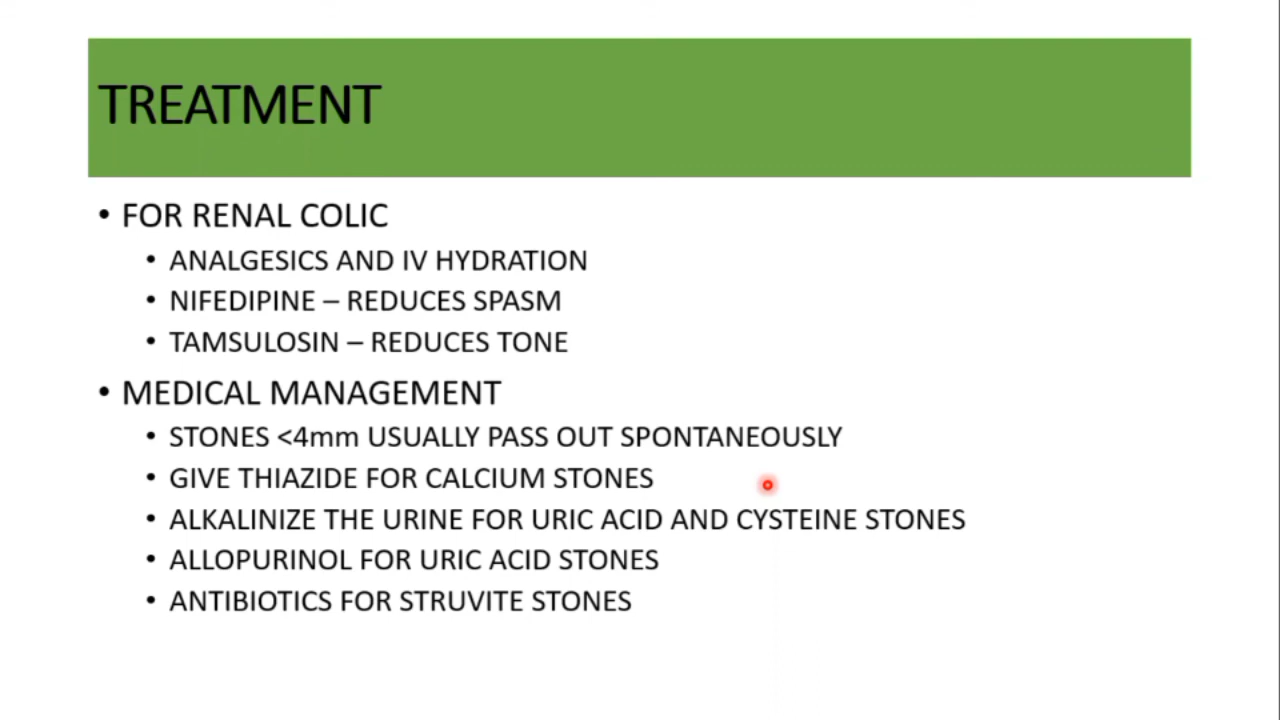 TREATMENT
• FOR RENAL COLIC
• ANALGESICS AND IV HYDRATION
• NIFEDIPINE – REDUCES SPASM
• TAMSULOSIN – REDUCES TONE
• MEDICAL MANAGEMENT
• STONES <4mm USUALLY PASS OUT SPONTANEOUSLY
• GIVE THIAZIDE FOR CALCIUM STONES
• ALKALINIZE THE URINE FOR URIC ACID AND CYSTEINE STONES
• ALLOPURINOL FOR URIC ACID STONES
• ANTIBIOTICS FOR STRUVITE STONES